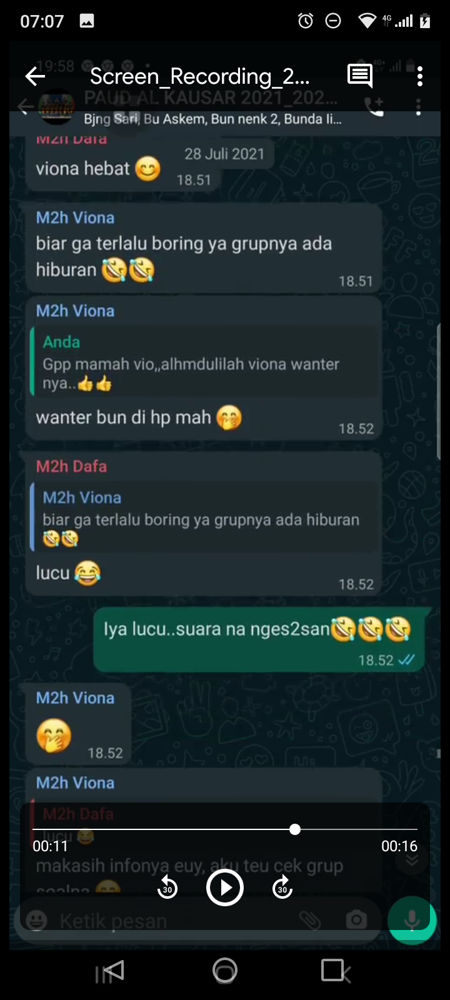 07:07
4G
19:58
Screen_Recording_2...
PAUD AL KAUSAR 2021_202...
Bjng Sari, Bu Askem, Bun nenk 2, Bunda li...
M2h Dafa
28 Juli 2021
viona hebat 😊
18.51
M2h Viona
biar ga terlalu boring ya grupnya ada
hiburan 🤣🤣
18.51
M2h Viona
Anda
Gpp mamah vio,,alhmdulilah viona wanter
nya..👍👍
wanter bun di hp mah 🤭
18.52
M2h Dafa
M2h Viona
biar ga terlalu boring ya grupnya ada hiburan
🤣🤣
lucu 😂
18.52
Iya lucu..suara na nges2san🤣🤣🤣
18.52
M2h Viona
🤭
18.52
M2h Viona
M2h Dafa
lucu 😂
00:11
00:16
makasih infonya euy, aku teu cek grup
soalna 🤭
30
30
Ketik pesan